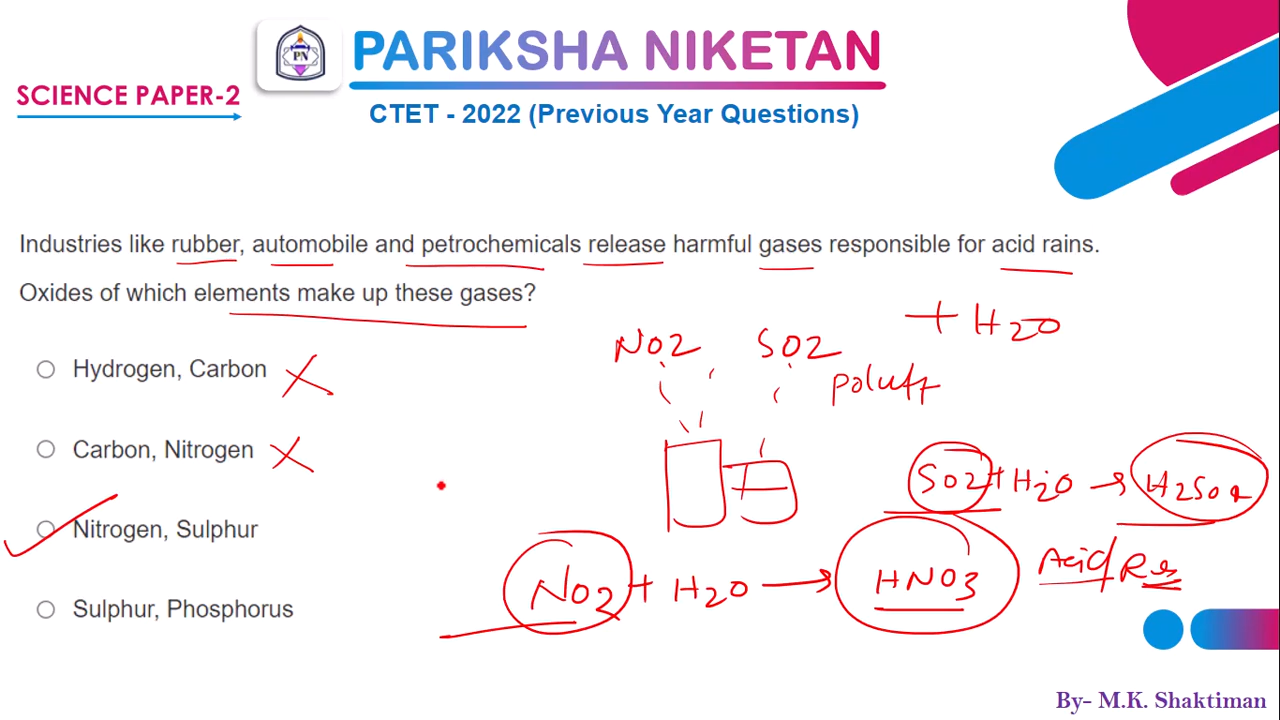 PN
PARIKSHA NIKETAN
SCIENCE PAPER-2
CTET - 2022 (Previous Year Questions)
Industries like rubber, automobile and petrochemicals release harmful gases responsible for acid rains.
Oxides of which elements make up these gases?
+ H2O
NO2 SO2
Hydrogen, Carbon
Carbon, Nitrogen
SO2 + H2O → H2SO4
Nitrogen, Sulphur
NO2 + H2O → HNO3
Acid
Sulphur, Phosphorus
By- M.K. Shaktiman